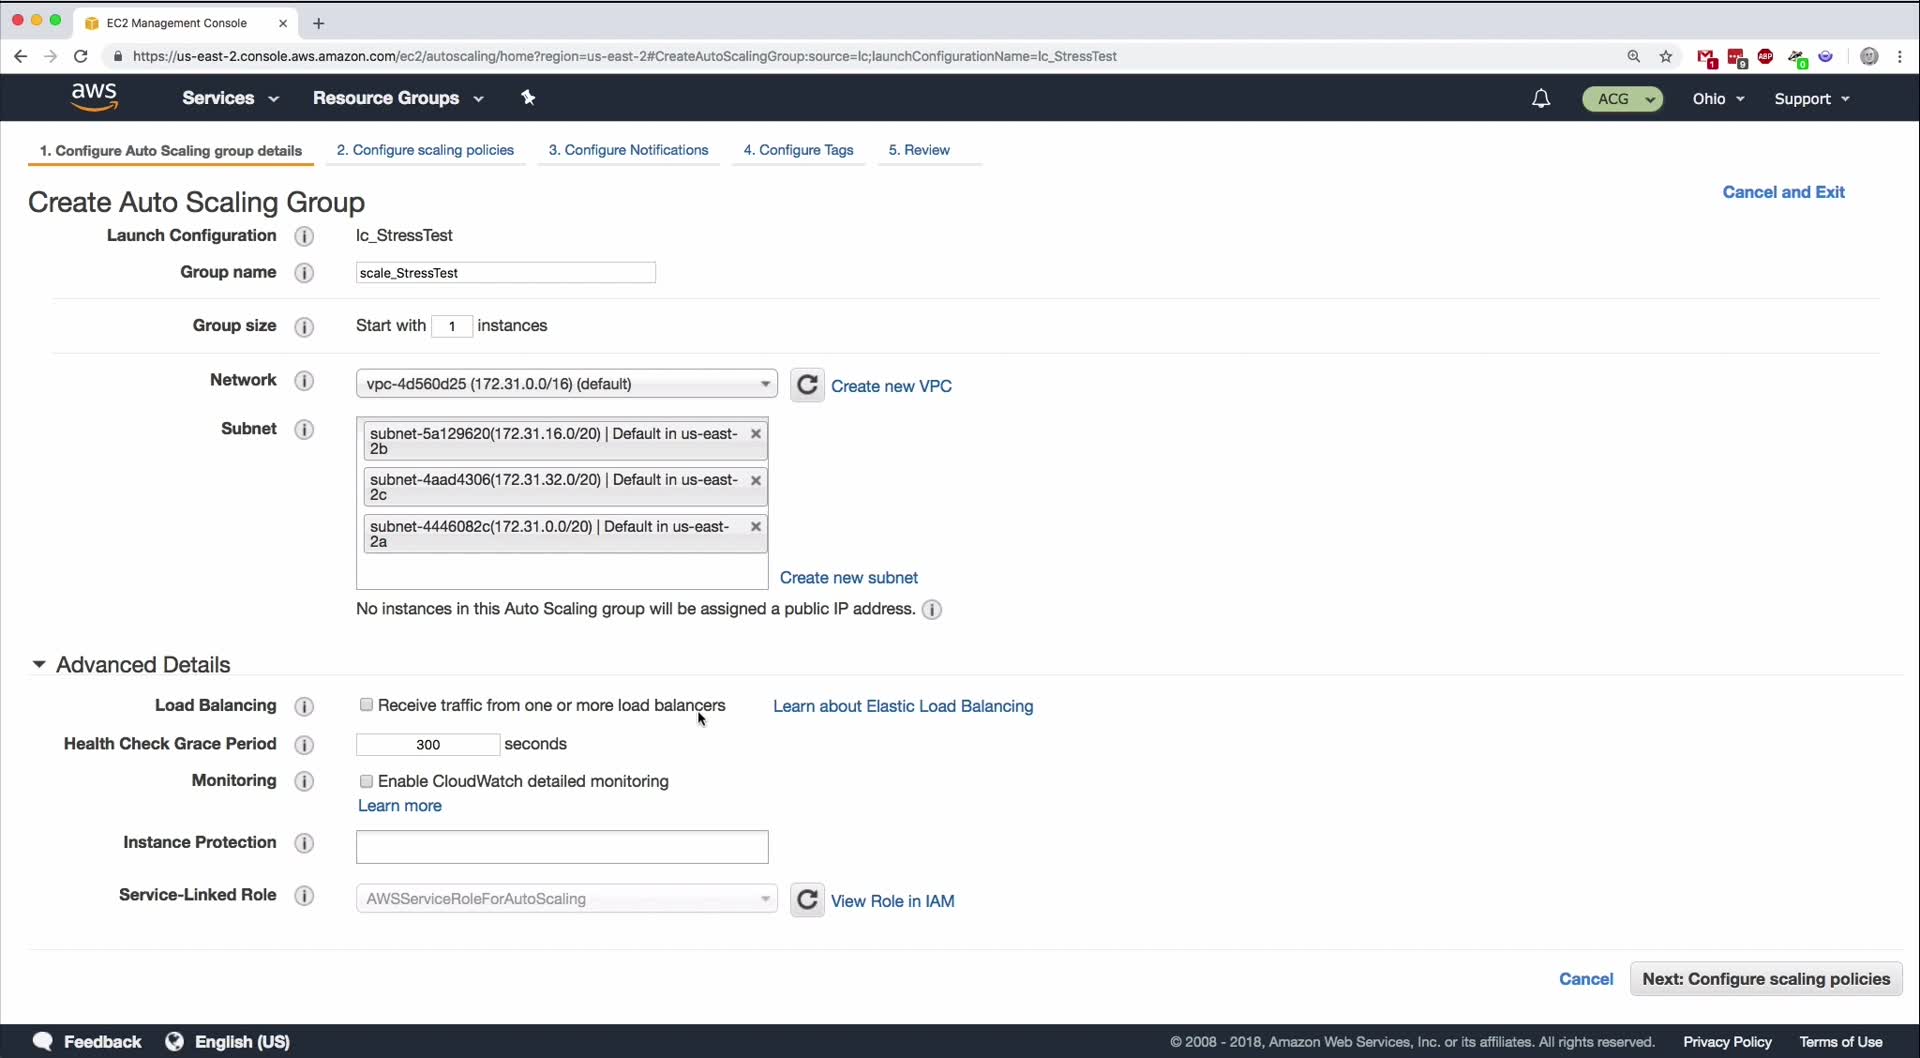 EC2 Management Console
https://us-east-2.console.aws.amazon.com/ec2/autoscaling/home?region=us-east-2#CreateAutoScalingGroup:source=lc;launchConfigurationName=lc_StressTest
1
9
ABP
0
aws
Services
Resource Groups
ACG
Ohio
Support
1. Configure Auto Scaling group details
2. Configure scaling policies
3. Configure Notifications
4. Configure Tags
5. Review
Create Auto Scaling Group
Cancel and Exit
Launch Configuration
lc_StressTest
Group name
scale_StressTest
Group size
Start with 1 instances
Network
vpc-4d560d25 (172.31.0.0/16) (default)
Create new VPC
Subnet
subnet-5a129620(172.31.16.0/20) | Default in us-east-
2b
subnet-4aad4306(172.31.32.0/20) | Default in us-east-
2c
subnet-4446082c(172.31.0.0/20) | Default in us-east-
2a
Create new subnet
No instances in this Auto Scaling group will be assigned a public IP address.
Advanced Details
Load Balancing
Receive traffic from one or more load balancers
Learn about Elastic Load Balancing
Health Check Grace Period
300 seconds
Monitoring
Enable CloudWatch detailed monitoring
Learn more
Instance Protection
Service-Linked Role
AWSServiceRoleForAutoScaling
View Role in IAM
Cancel
Next: Configure scaling policies
Feedback
English (US)
© 2008 - 2018, Amazon Web Services, Inc. or its affiliates. All rights reserved.
Privacy Policy
Terms of Use